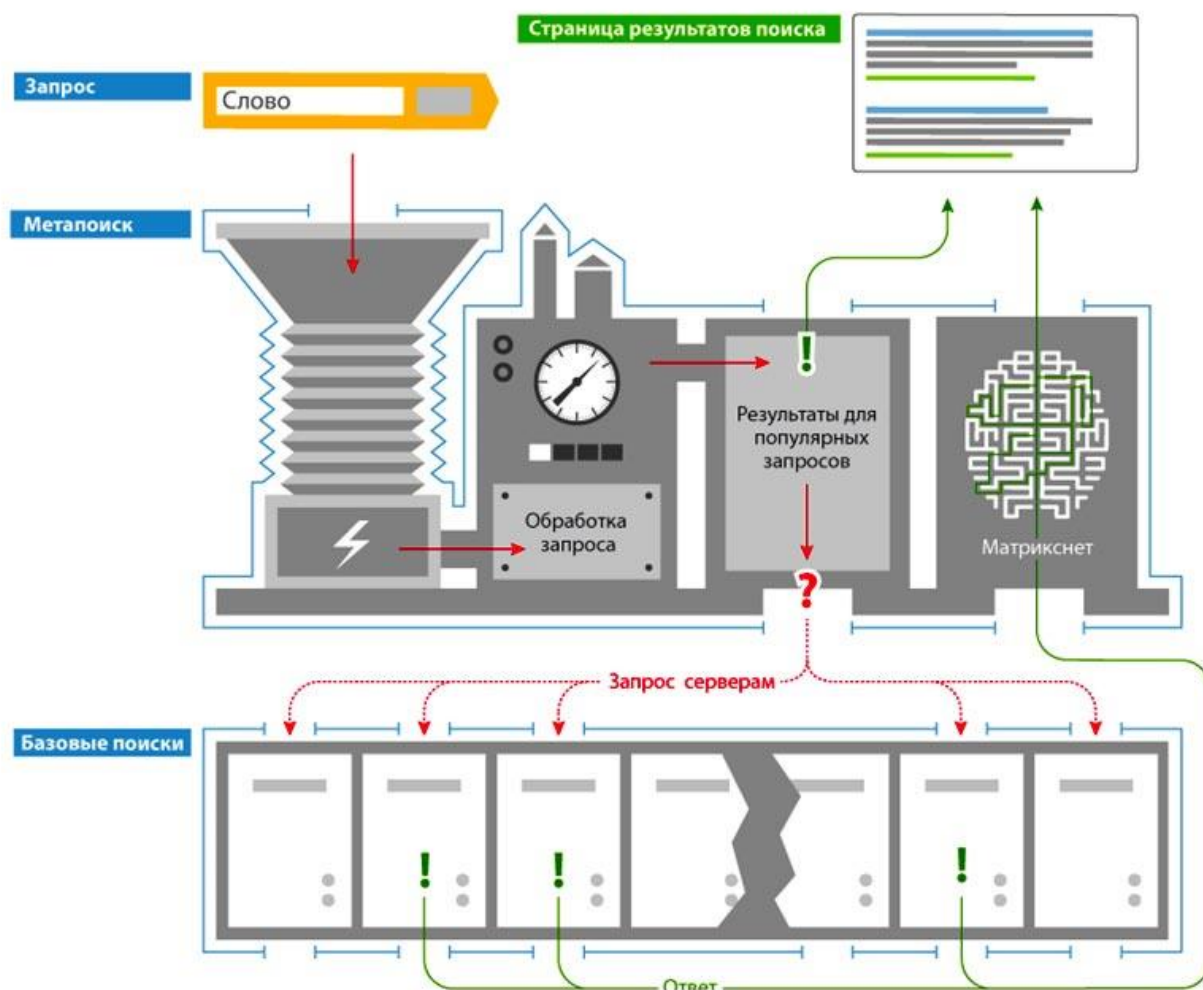 Страница результатов поиска
Запрос
Слово
Метапоиск
Результаты для
популярных
запросов
Обработка
запроса
Матрикснет
Запрос серверам
Базовые поиски
Ответ